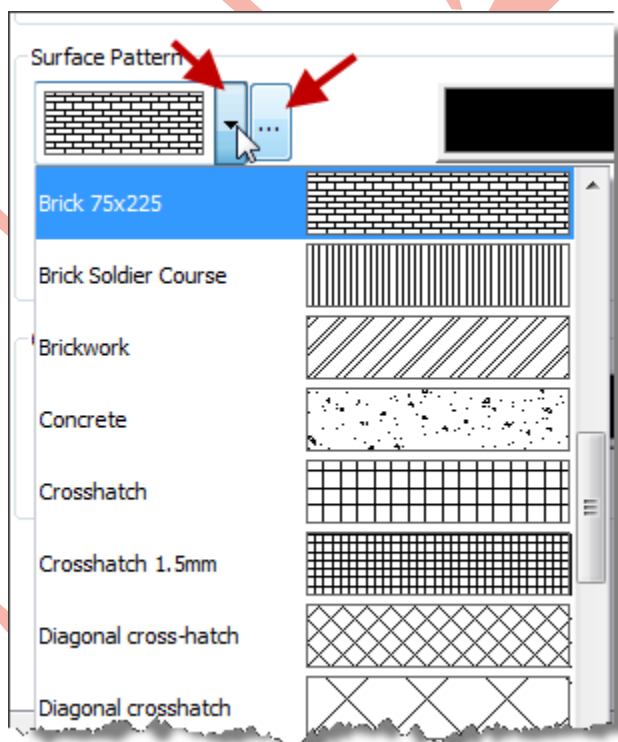 Surface Pattern
...
Brick 75x225
Brick Soldier Course
Brickwork
Concrete
Crosshatch
Crosshatch 1.5mm
Diagonal cross-hatch
Diagonal crosshatch